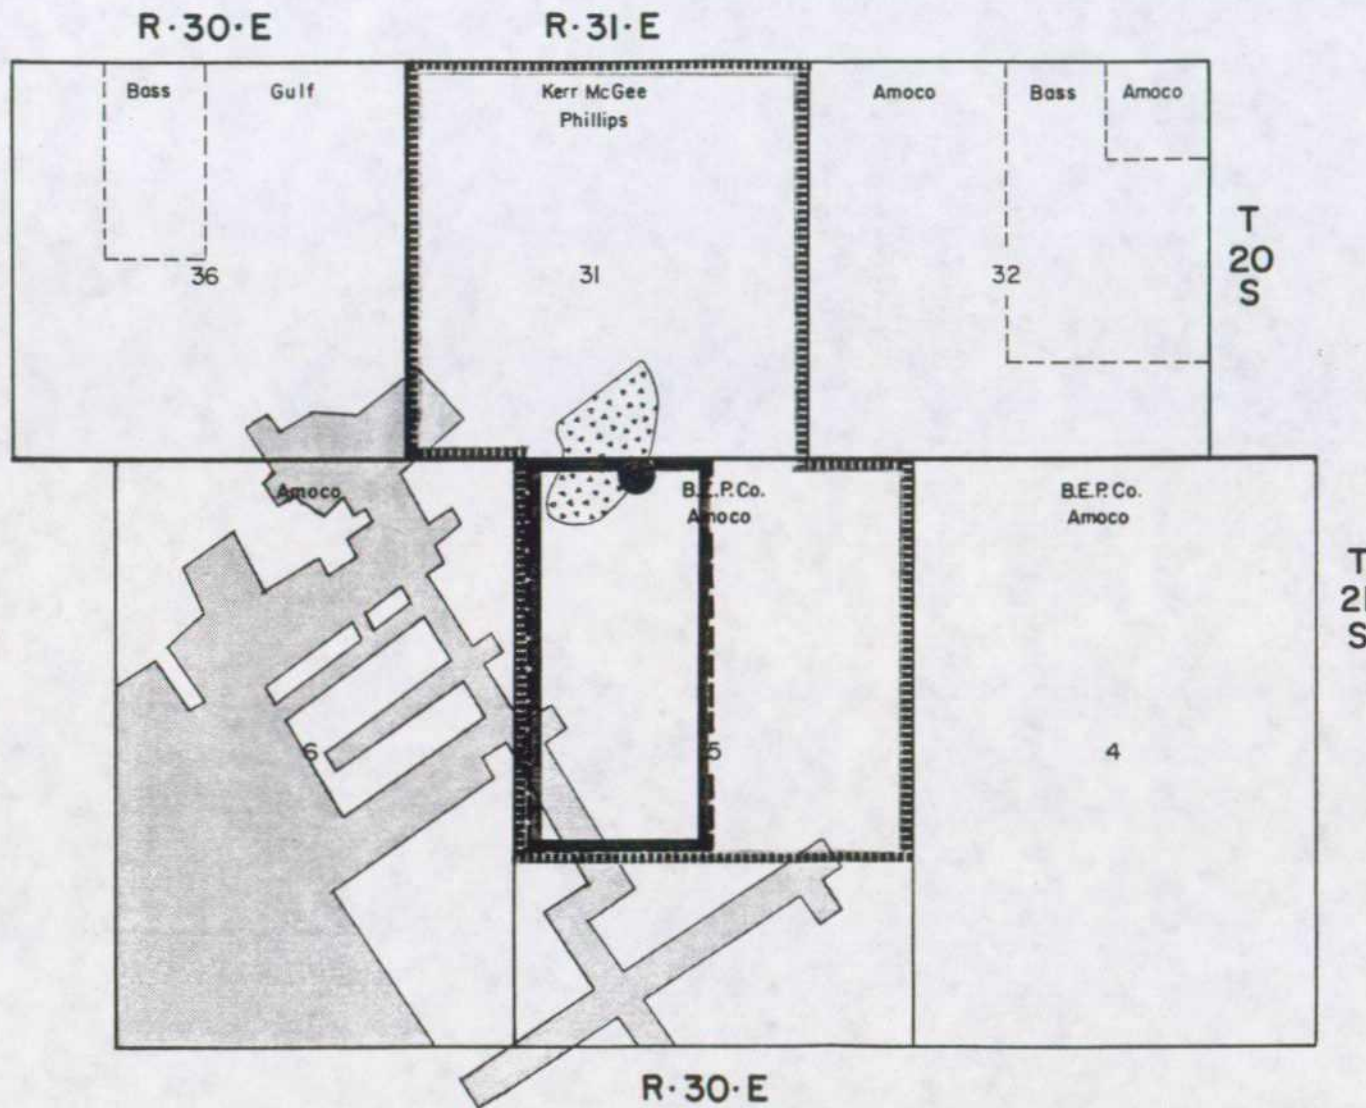 R·30·E
R·31·E
Bass
Gulf
Kerr McGee
Phillips
Amoco
Bass
Amoco
T
20
S
36
31
32
Amoco
B.E.P. Co.
Amoco
B.E.P. Co.
Amoco
T
21
S
6
5
4
R·30·E